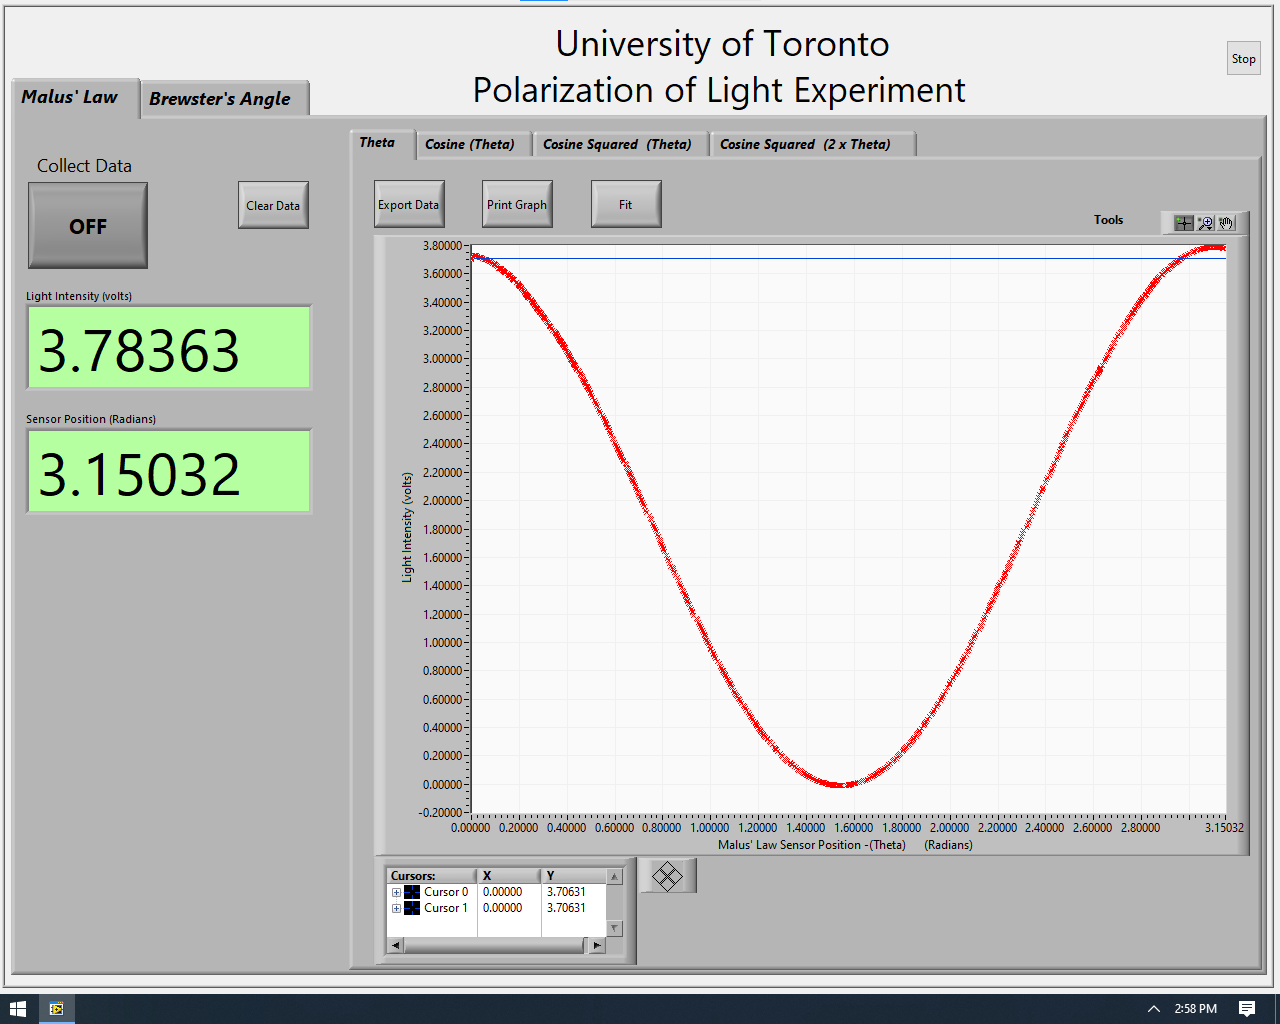 University of Toronto
Polarization of Light Experiment
Stop
Malus' Law
Brewster's Angle
Theta
Cosine (Theta)
Cosine Squared (Theta)
Cosine Squared (2 x Theta)
Collect Data
OFF
Clear Data
Export Data
Print Graph
Fit
Tools
Light Intensity (volts)
3.78363
Sensor Position (Radians)
3.15032
3.80000
3.60000
3.40000
3.20000
3.00000
2.80000
2.60000
2.40000
2.20000
2.00000
1.80000
1.60000
1.40000
1.20000
1.00000
0.80000
0.60000
0.40000
0.20000
0.00000
-0.20000
Light Intensity (volts)
0.00000 0.20000 0.40000 0.60000 0.80000 1.00000 1.20000 1.40000 1.60000 1.80000 2.00000 2.20000 2.40000 2.60000 2.80000 3.15032
Malus' Law Sensor Position -(Theta) (Radians)
Cursors: X Y
Cursor 0 0.00000 3.70631
Cursor 1 0.00000 3.70631
2:58 PM